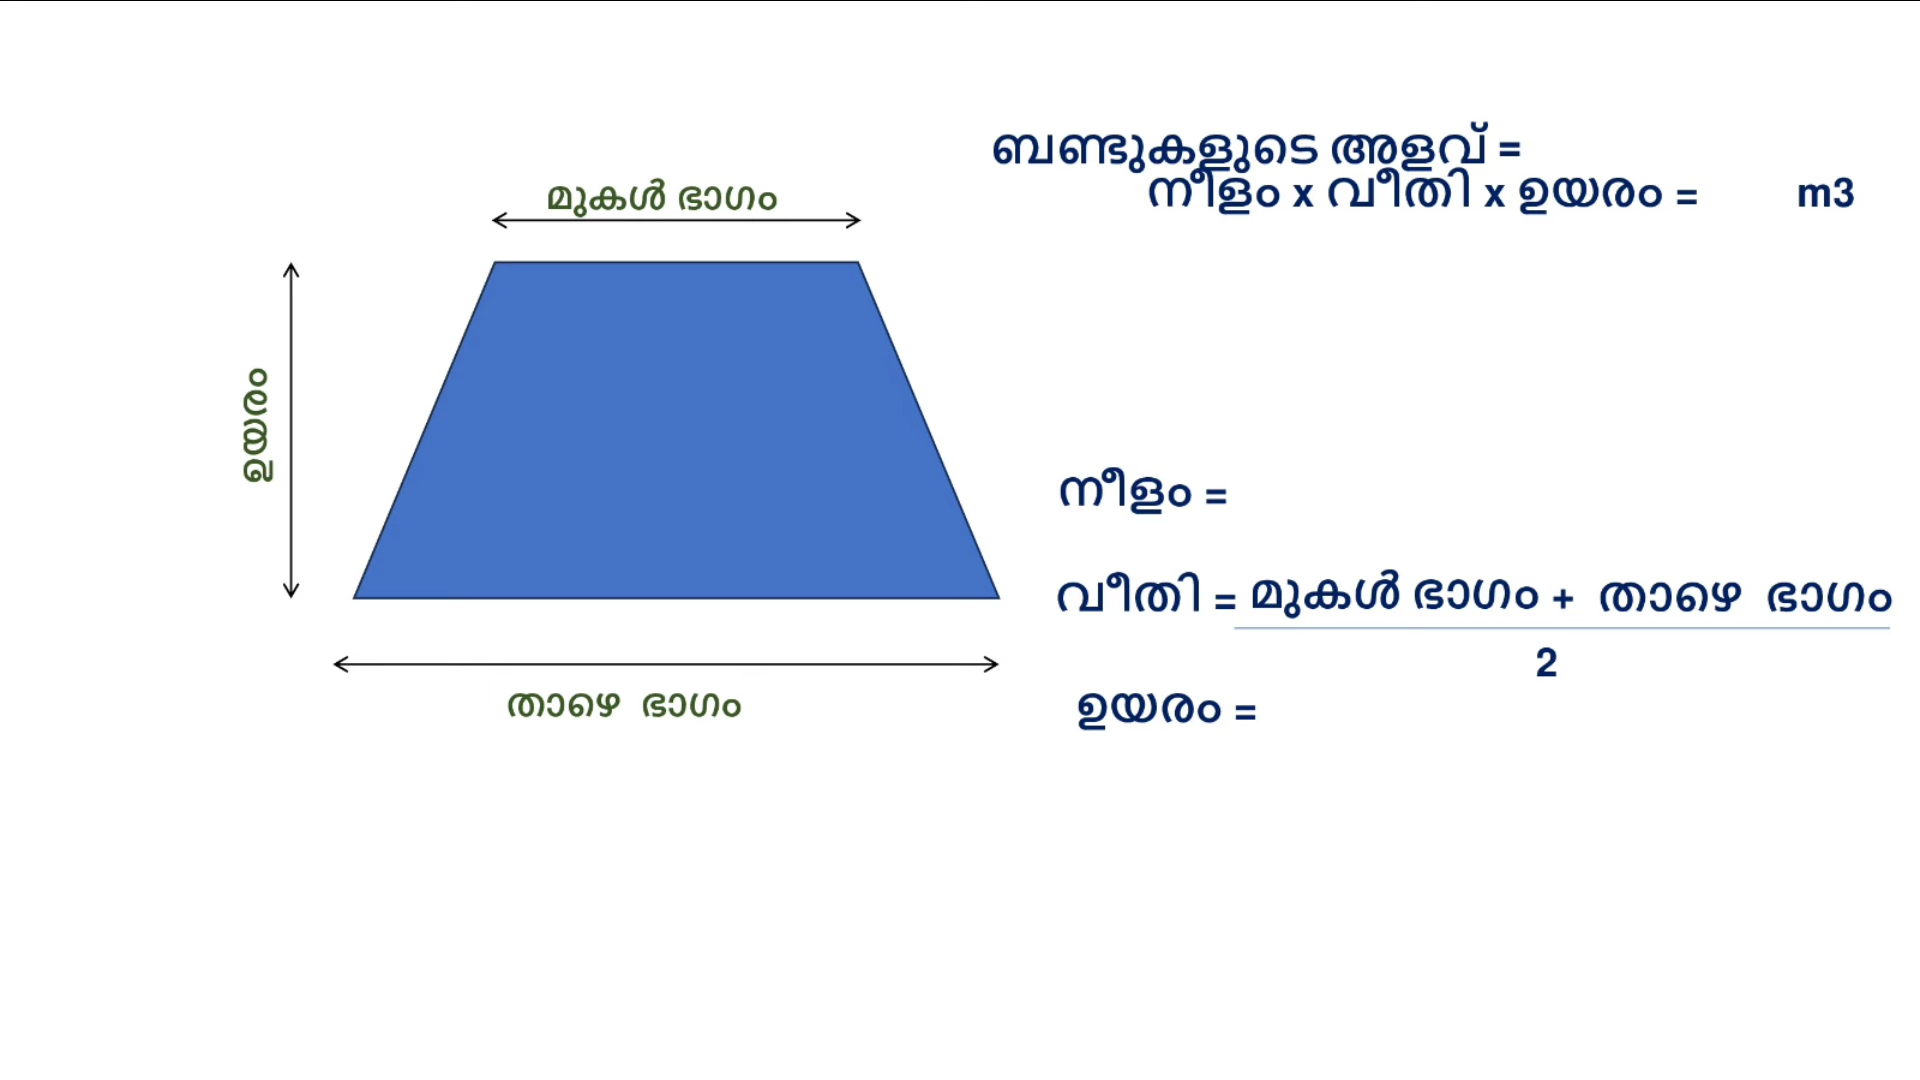 ബണ്ടുകളുടെ അളവ് =
നീളം x വീതി x ഉയരം = m3
മുകൾ ഭാഗം
ഉയരം
നീളം =
വീതി = മുകൾ ഭാഗം + താഴെ ഭാഗം
2
താഴെ ഭാഗം
ഉയരം =